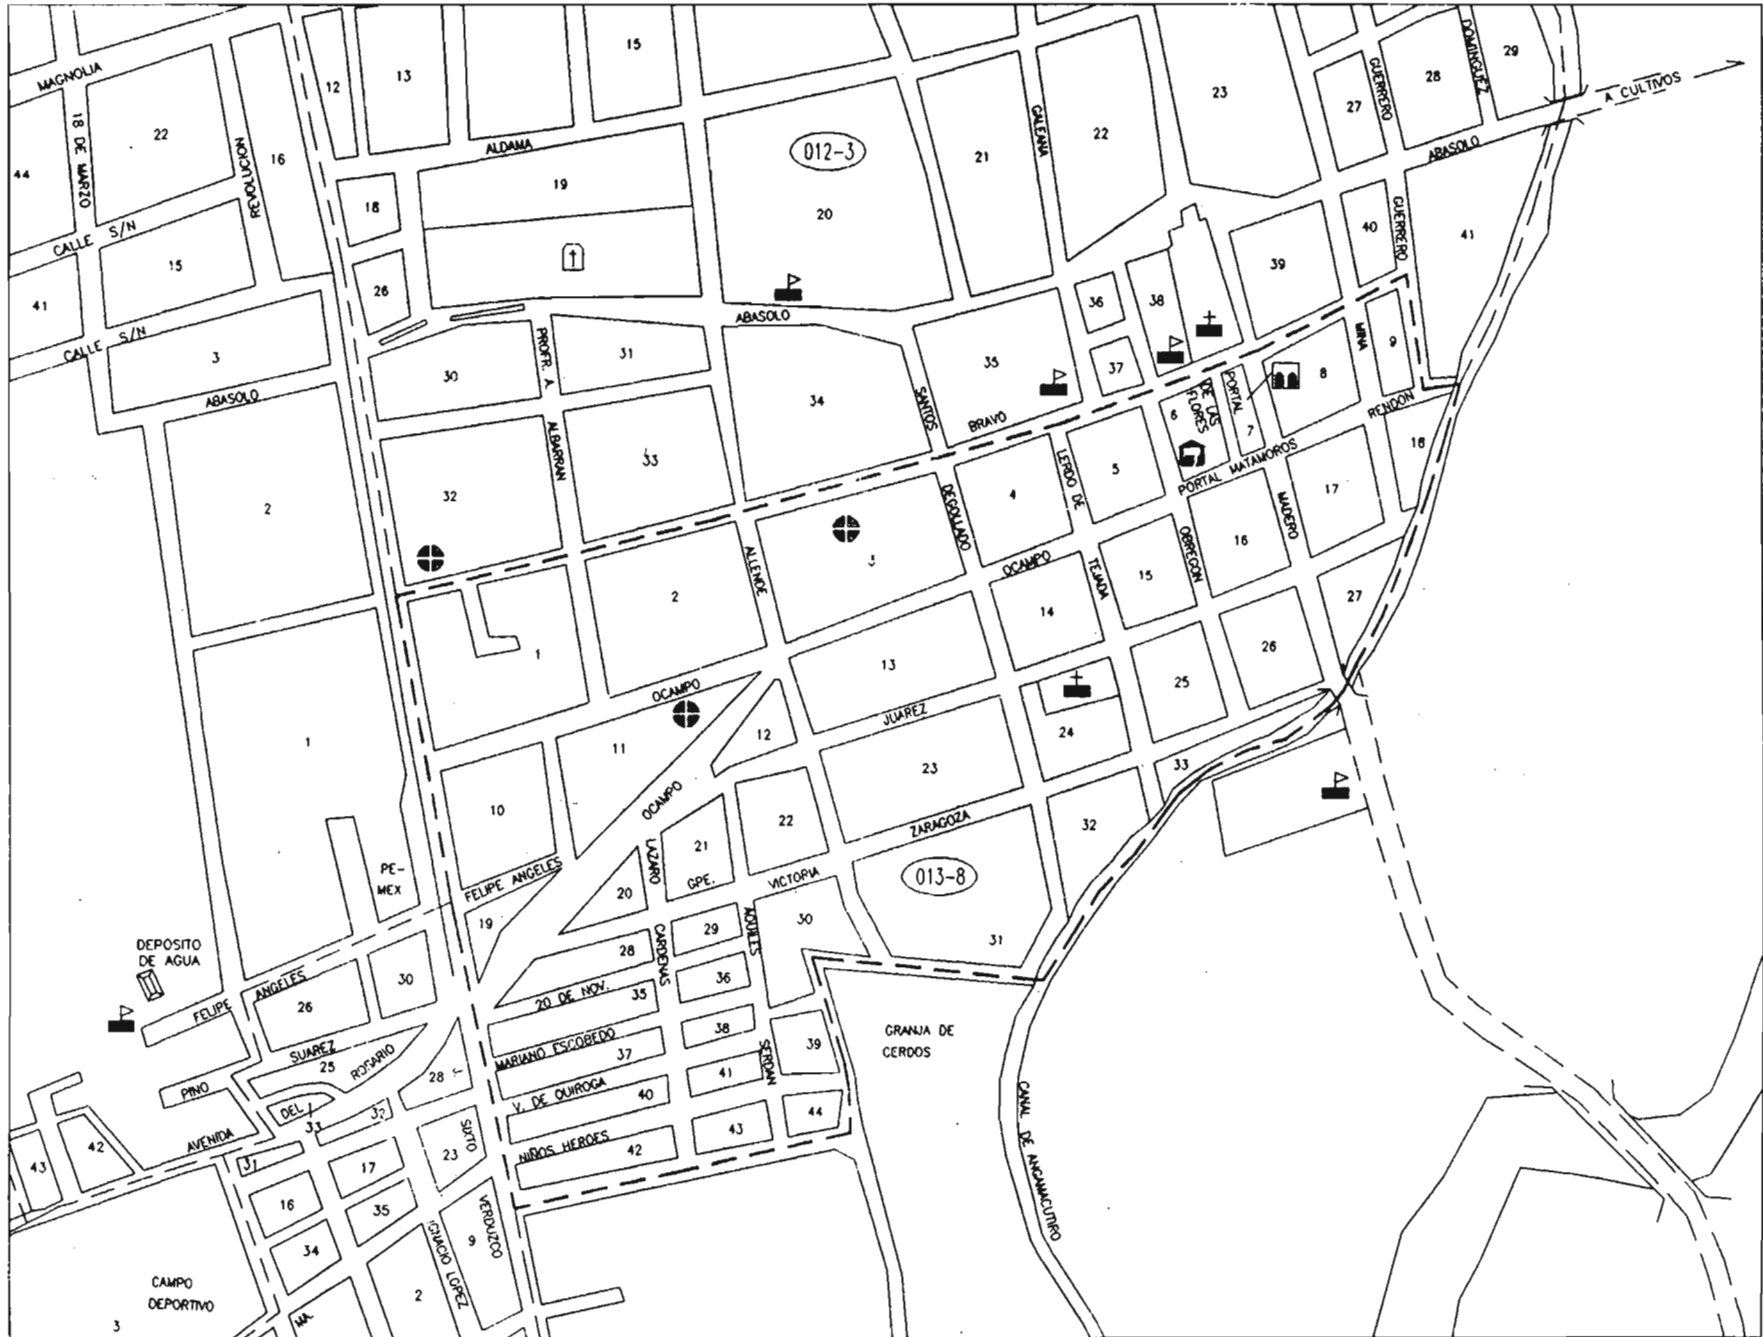 MAGNOLIA
12
13
15
23
GUERRERO
28
DOMINGUEZ
29
27
A CULTIVOS
44
18 DE MARZO
22
REVOLUCION
16
ALDAMA
012-3
21
GALEANA
22
ABASOLO
19
18
20
40
GUERRERO
41
CALLE S/N
15
26
39
41
36
38
CALLE S/N
3
ABASOLO
PROFR. A.
31
30
35
37
MINA
9
8
PORTAL
DE LAS
FLORES
ABASOLO
34
SANTOS
BRAVO
6
7
RENDON
18
2
32
ALBARRAN
33
LERDO DE
5
PORTAL MATAMOROS
4
17
MADERO
DEGOLLADO
ALLENDE
3
OCAMPO
TEJADA
15
OBREGON
16
2
14
27
1
13
26
25
OCAMPO
JUAREZ
1
11
12
24
23
33
10
OCAMPO
22
ZARAGOZA
32
21
LAZARO
PE-
MEX
FELIPE ANGELES
GPE.
VICTORIA
013-8
20
19
30
AQUILES
29
28
CARDENAS
31
DEPOSITO
DE AGUA
30
36
FELIPE ANGELES
26
20 DE NOV.
35
38
GRANJA DE
CERDOS
SUAREZ
25
ROSARIO
MARIANO ESCOBEDO
37
SERDAN
39
28
41
PINO
V. DE QUIROGA
40
DEL
33
32
44
CANAL DE ANGAMACUTIRO
AVENIDA
43
42
SIXTO
NIÑOS HEROES
43
42
31
17
23
16
35
VERDUZCO
34
9
IGNACIO LOPEZ
CAMPO
DEPORTIVO
2
MA.
3